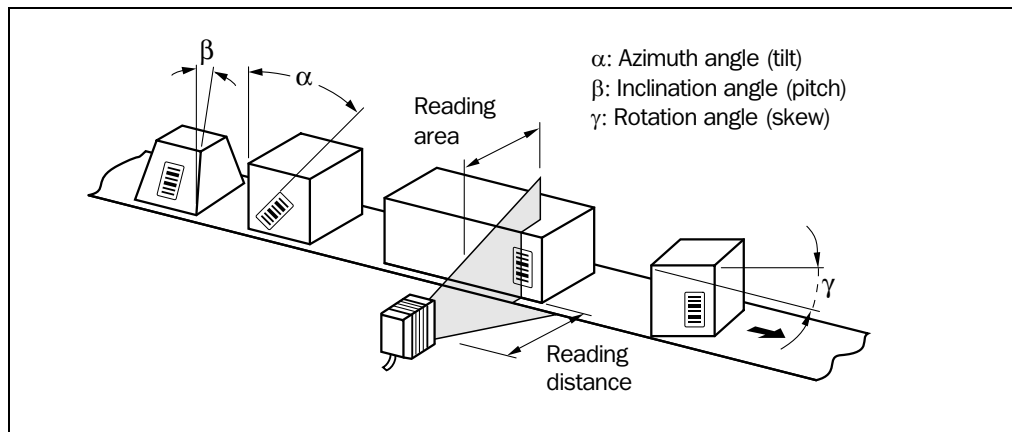 β
α
Reading
area
α: Azimuth angle (tilt)
β: Inclination angle (pitch)
γ: Rotation angle (skew)
γ
Reading
distance